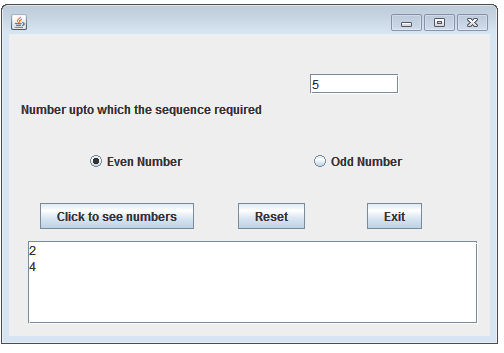 5
Number upto which the sequence required
Even Number
Odd Number
Click to see numbers
Reset
Exit
2
4